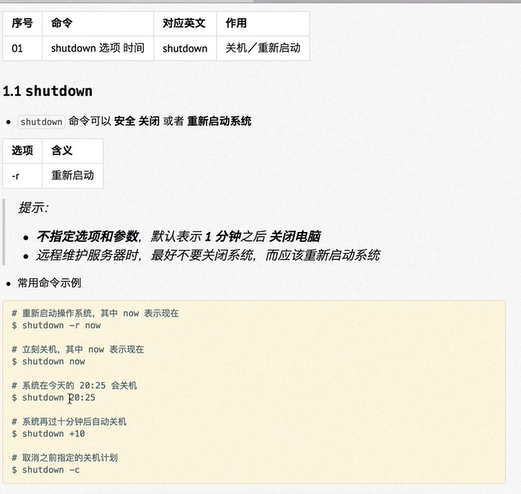 序号 命令 对应英文 作用
01 shutdown 选项 时间 shutdown 关机／重新启动
1.1 shutdown
• shutdown 命令可以 安全 关闭 或者 重新启动系统
选项 含义
-r 重新启动
提示：
• 不指定选项和参数，默认表示 1 分钟之后 关闭电脑
• 远程维护服务器时，最好不要关闭系统，而应该重新启动系统
• 常用命令示例
# 重新启动操作系统，其中 now 表示现在
$ shutdown -r now
# 立刻关机，其中 now 表示现在
$ shutdown now
# 系统在今天的 20:25 会关机
$ shutdown 20:25
# 系统再过十分钟后自动关机
$ shutdown +10
# 取消之前指定的关机计划
$ shutdown -c